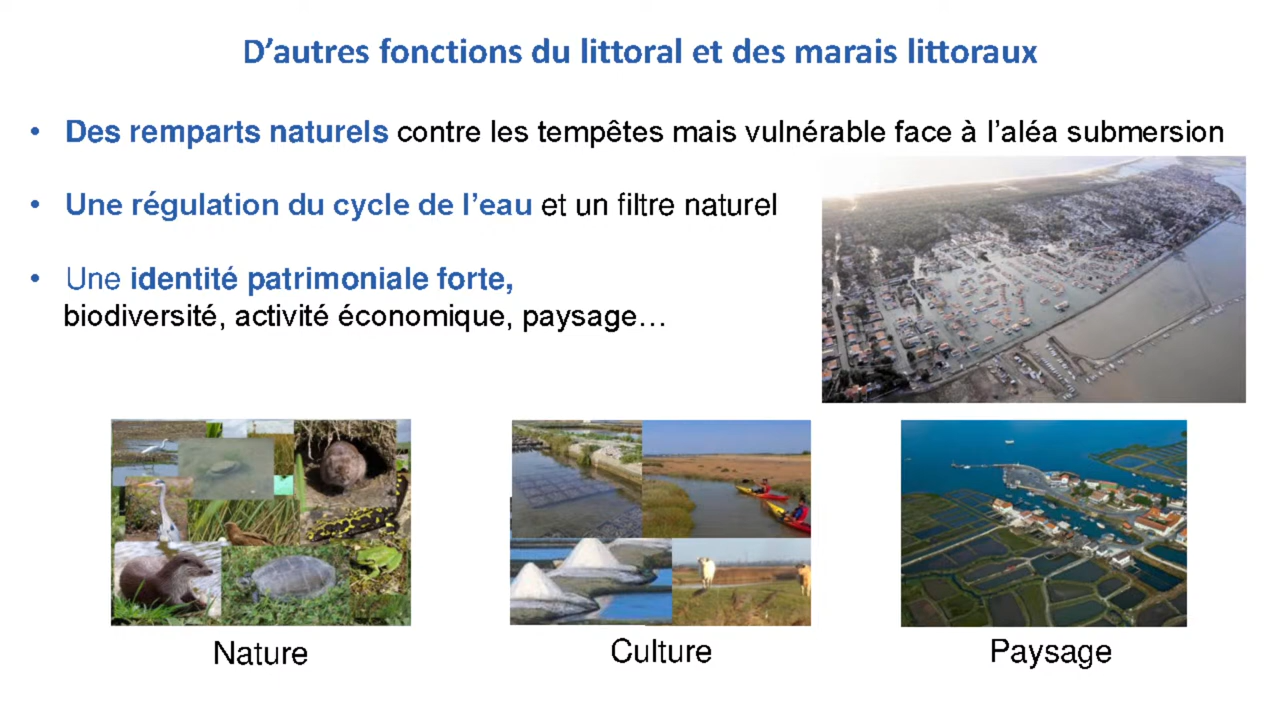 D’autres fonctions du littoral et des marais littoraux
• Des remparts naturels contre les tempêtes mais vulnérable face à l’aléa submersion
• Une régulation du cycle de l’eau et un filtre naturel
• Une identité patrimoniale forte,
biodiversité, activité économique, paysage…
Nature
Culture
Paysage